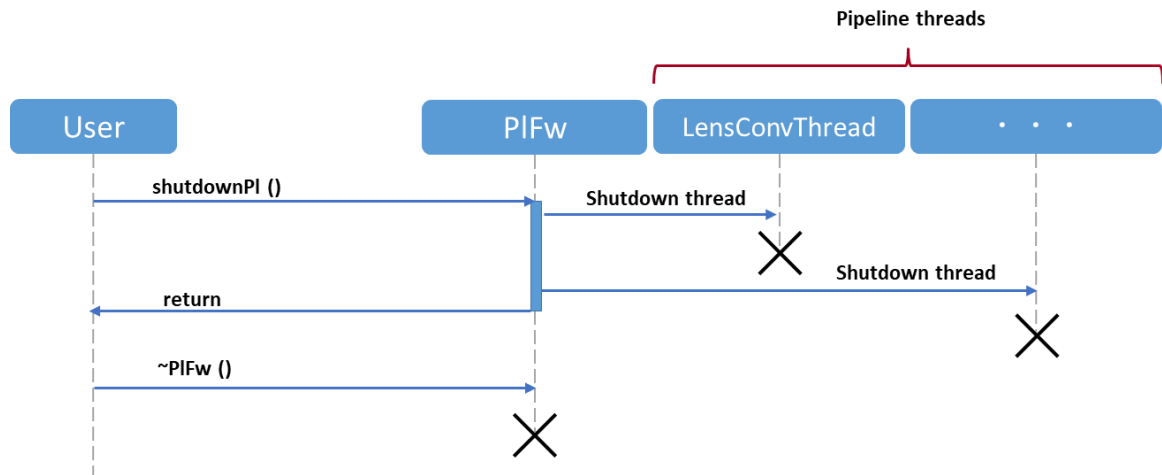 Pipeline threads
User
PlFw
LensConvThread
· · ·
shutdownPl ()
Shutdown thread
Shutdown thread
return
~PlFw ()